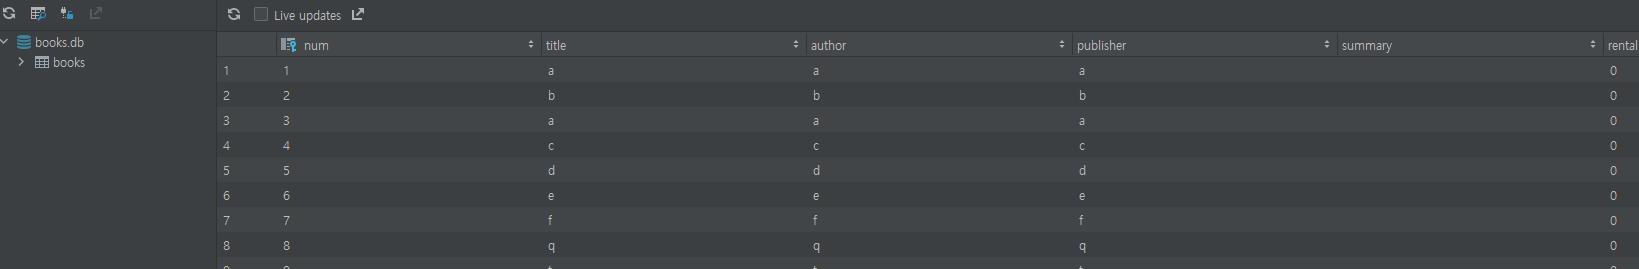 Live updates
books.db
books
num title author publisher summary rental
1 1 a a a 0
2 2 b b b 0
3 3 a a a 0
4 4 c c c 0
5 5 d d d 0
6 6 e e e 0
7 7 f f f 0
8 8 q q q 0